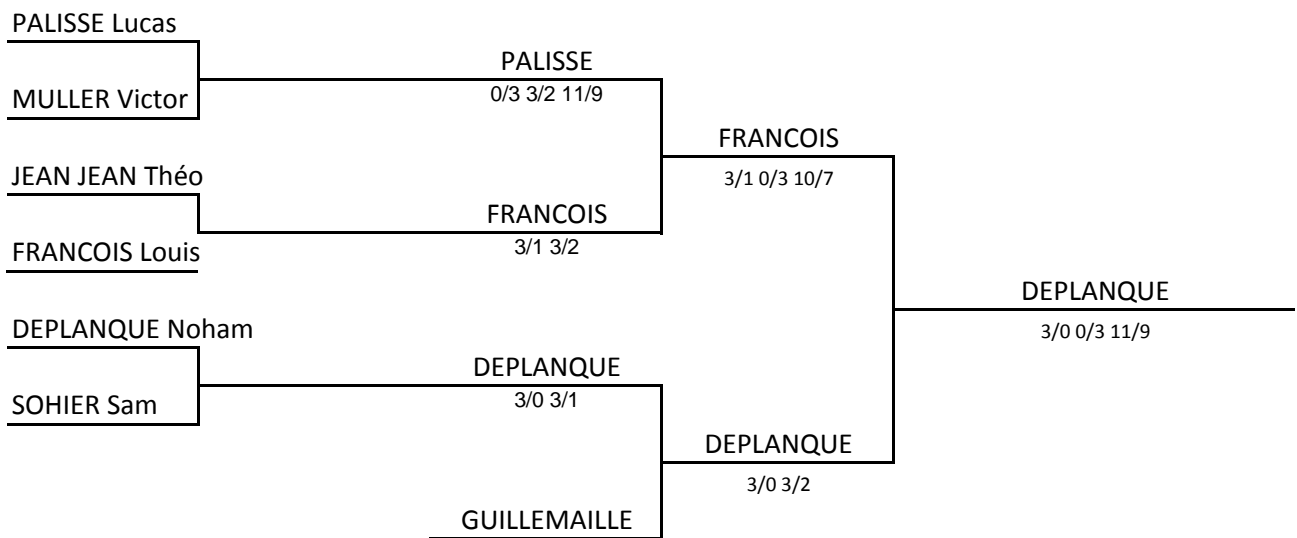 PALISSE Lucas
PALISSE
0/3 3/2 11/9
MULLER Victor
FRANCOIS
3/1 0/3 10/7
JEAN JEAN Théo
FRANCOIS
3/1 3/2
FRANCOIS Louis
DEPLANQUE
3/0 0/3 11/9
DEPLANQUE Noham
DEPLANQUE
3/0 3/1
SOHIER Sam
DEPLANQUE
3/0 3/2
GUILLEMAILLE